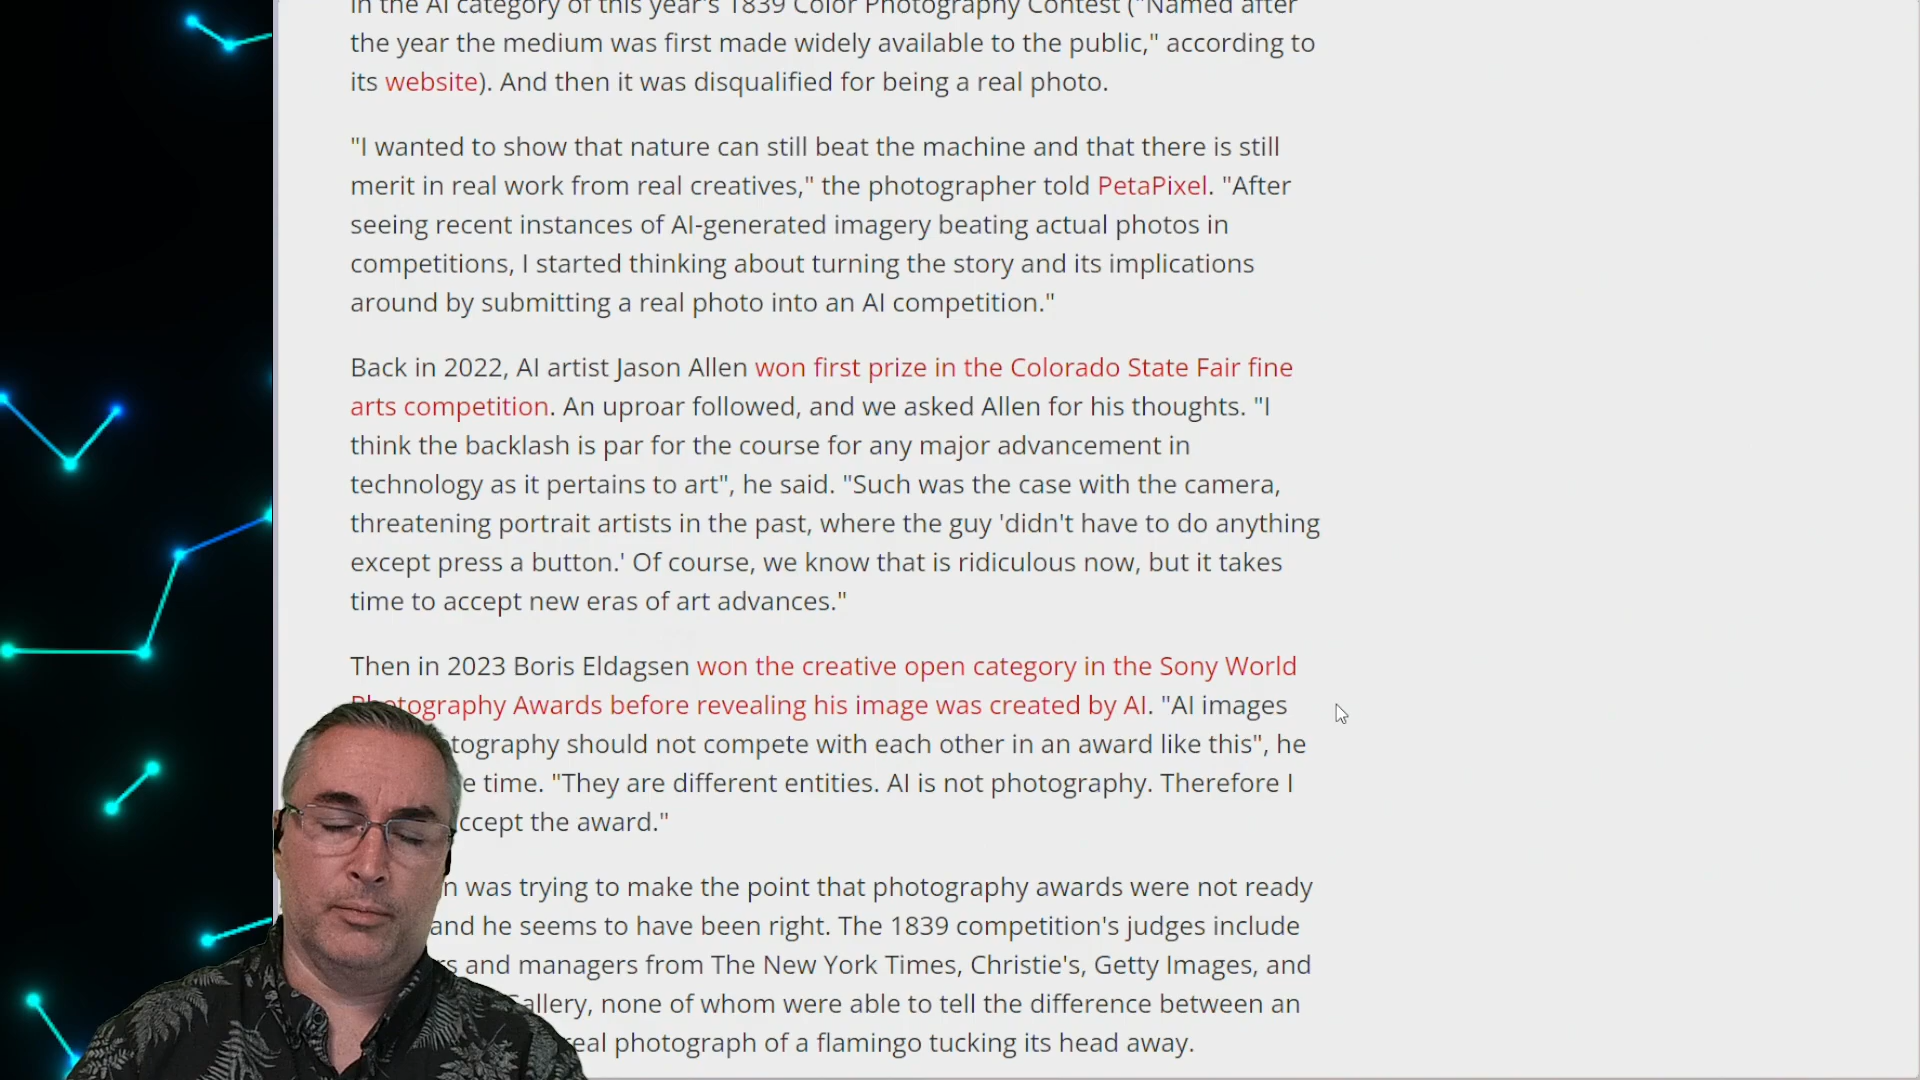 in the AI category of this year's 1839 Color Photography Contest ("Named after
the year the medium was first made widely available to the public," according to
its website). And then it was disqualified for being a real photo.
"I wanted to show that nature can still beat the machine and that there is still
merit in real work from real creatives," the photographer told PetaPixel. "After
seeing recent instances of AI-generated imagery beating actual photos in
competitions, I started thinking about turning the story and its implications
around by submitting a real photo into an AI competition."
Back in 2022, AI artist Jason Allen won first prize in the Colorado State Fair fine
arts competition. An uproar followed, and we asked Allen for his thoughts. "I
think the backlash is par for the course for any major advancement in
technology as it pertains to art", he said. "Such was the case with the camera,
threatening portrait artists in the past, where the guy 'didn't have to do anything
except press a button.' Of course, we know that is ridiculous now, but it takes
time to accept new eras of art advances."
Then in 2023 Boris Eldagsen won the creative open category in the Sony World
Photography Awards before revealing his image was created by AI. "AI images
tography should not compete with each other in an award like this", he
e time. "They are different entities. AI is not photography. Therefore I
ccept the award."
n was trying to make the point that photography awards were not ready
and he seems to have been right. The 1839 competition's judges include
rs and managers from The New York Times, Christie's, Getty Images, and
Gallery, none of whom were able to tell the difference between an
real photograph of a flamingo tucking its head away.